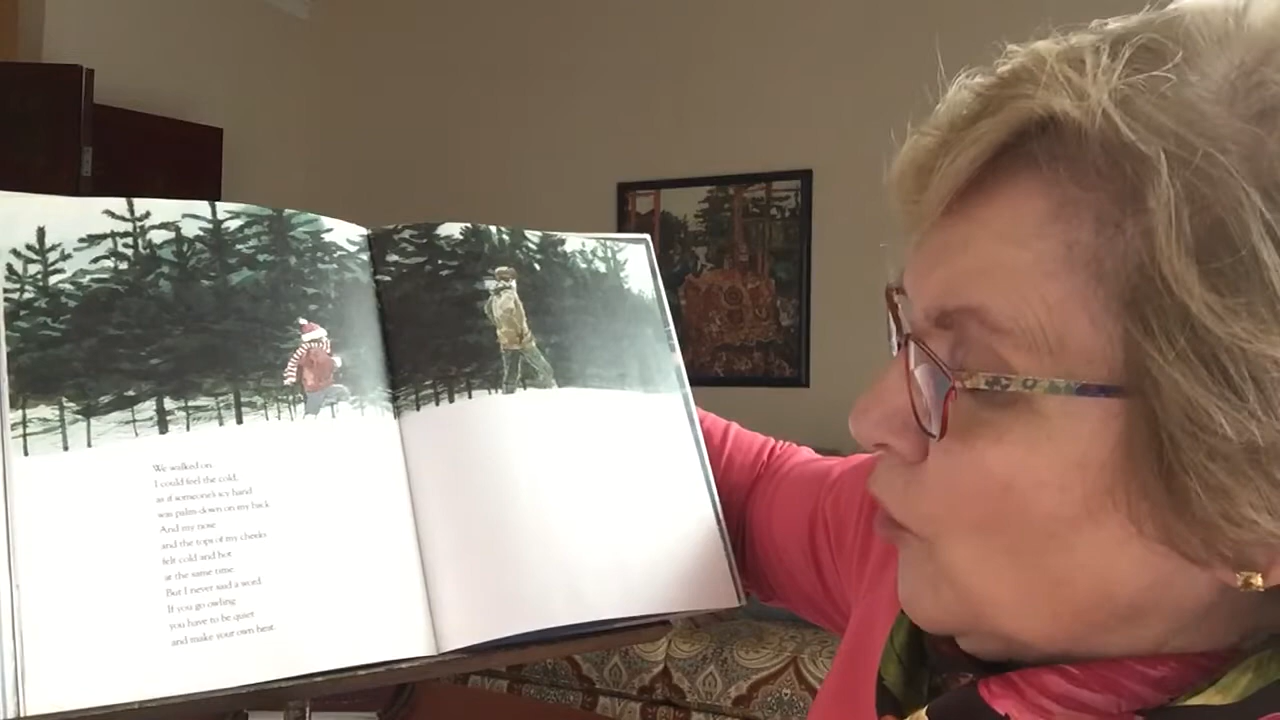 We walked on.
I could feel the cold,
as if someone's icy hand
was palm-down on my back.
And my nose
and the tops of my cheeks
felt cold and hot
at the same time.
But I never said a word.
If you go owling
you have to be quiet
and make your own heat.